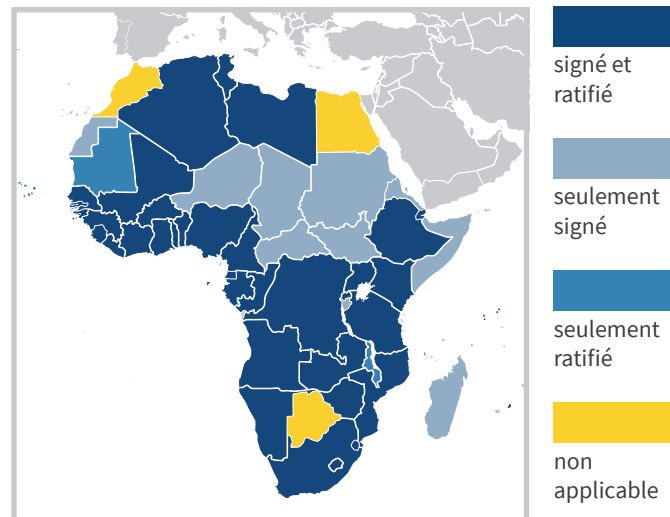 signé et
ratifié
seulement
signé
seulement
ratifié
non
applicable